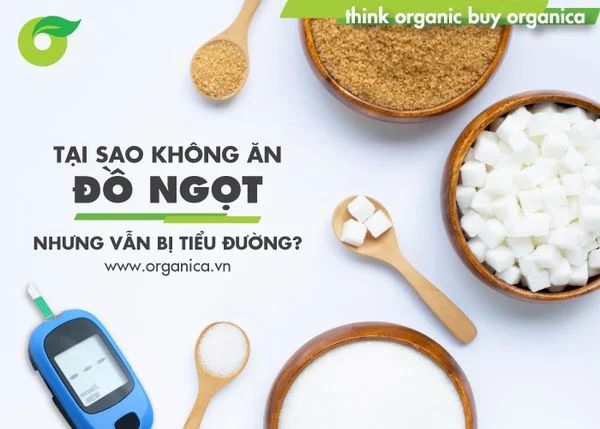 think organic buy organica
TẠI SAO KHÔNG ĂN
ĐỒ NGỌT
NHƯNG VẪN BỊ TIỂU ĐƯỜNG?
www.organica.vn